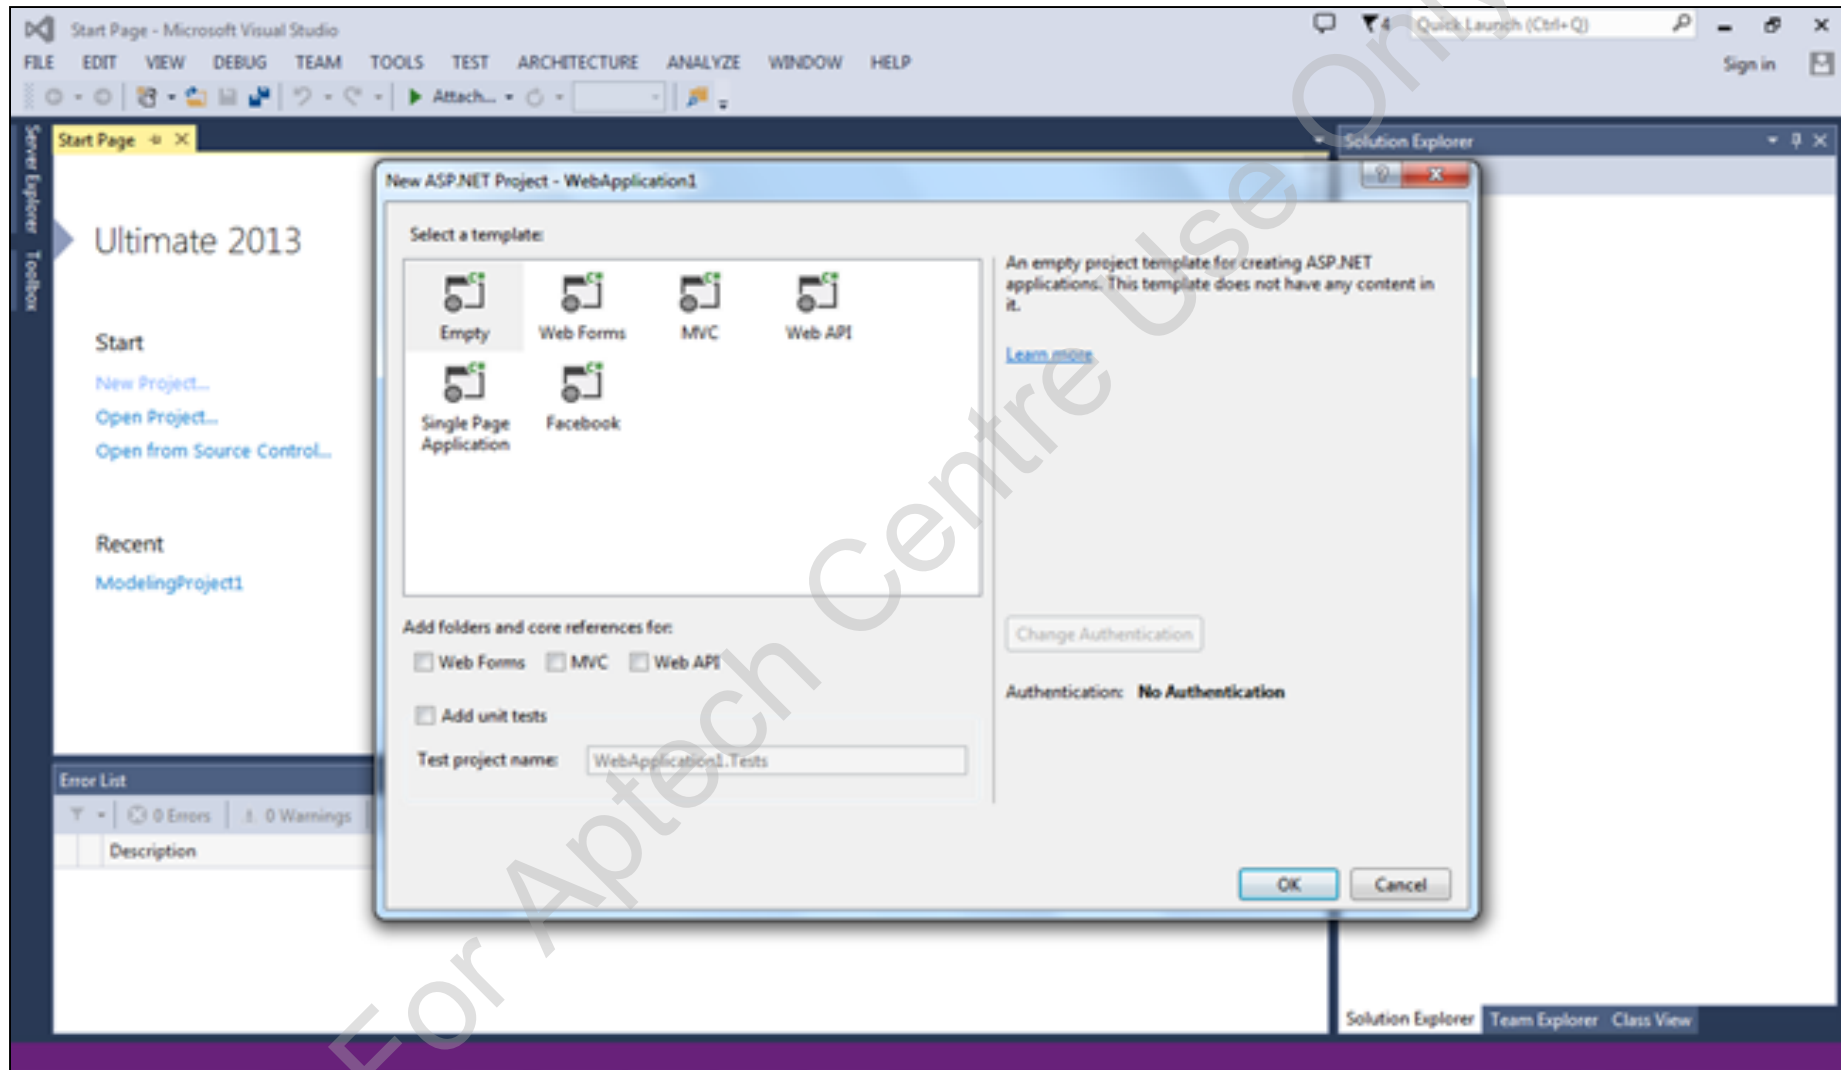 Start Page - Microsoft Visual Studio
4
Quick Launch (Ctrl+Q)
FILE EDIT VIEW DEBUG TEAM TOOLS TEST ARCHITECTURE ANALYZE WINDOW HELP
Sign in
Attach...
Server Explorer
Toolbox
Start Page
Solution Explorer
New ASP.NET Project - WebApplication1
Ultimate 2013
Start
New Project...
Open Project...
Open from Source Control...
Recent
ModelingProject1
Select a template:
Empty Web Forms MVC Web API
Single Page
Application
Facebook
An empty project template for creating ASP.NET
applications. This template does not have any content in
it.
Learn more
Add folders and core references for:
Web Forms MVC Web API
Add unit tests
Test project name: WebApplication1.Tests
Change Authentication
Authentication: No Authentication
OK Cancel
Error List
0 Errors 0 Warnings
Description
Solution Explorer Team Explorer Class View
For Aptech Centre Use Only